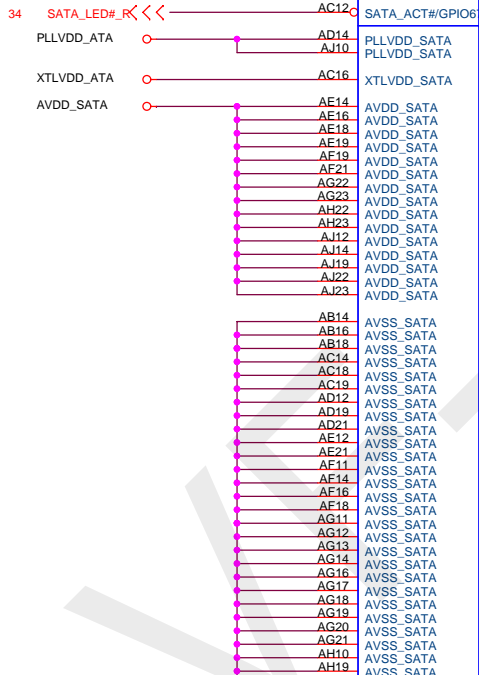 34 SATA_LED#_R AC12 SATA_ACT#/GPIO67
PLLVDD_ATA AD14 PLLVDD_SATA
AJ10 PLLVDD_SATA
XTLVDD_ATA AC16 XTLVDD_SATA
AVDD_SATA AE14 AVDD_SATA
AE16 AVDD_SATA
AE18 AVDD_SATA
AE19 AVDD_SATA
AF19 AVDD_SATA
AF21 AVDD_SATA
AG22 AVDD_SATA
AG23 AVDD_SATA
AH22 AVDD_SATA
AH23 AVDD_SATA
AJ12 AVDD_SATA
AJ14 AVDD_SATA
AJ19 AVDD_SATA
AJ22 AVDD_SATA
AJ23 AVDD_SATA
AB14 AVSS_SATA
AB16 AVSS_SATA
AB18 AVSS_SATA
AC14 AVSS_SATA
AC18 AVSS_SATA
AC19 AVSS_SATA
AD12 AVSS_SATA
AD19 AVSS_SATA
AD21 AVSS_SATA
AE12 AVSS_SATA
AE21 AVSS_SATA
AF11 AVSS_SATA
AF14 AVSS_SATA
AF16 AVSS_SATA
AF18 AVSS_SATA
AG11 AVSS_SATA
AG12 AVSS_SATA
AG13 AVSS_SATA
AG14 AVSS_SATA
AG16 AVSS_SATA
AG17 AVSS_SATA
AG18 AVSS_SATA
AG19 AVSS_SATA
AG20 AVSS_SATA
AG21 AVSS_SATA
AH10 AVSS_SATA
AH19 AVSS_SATA